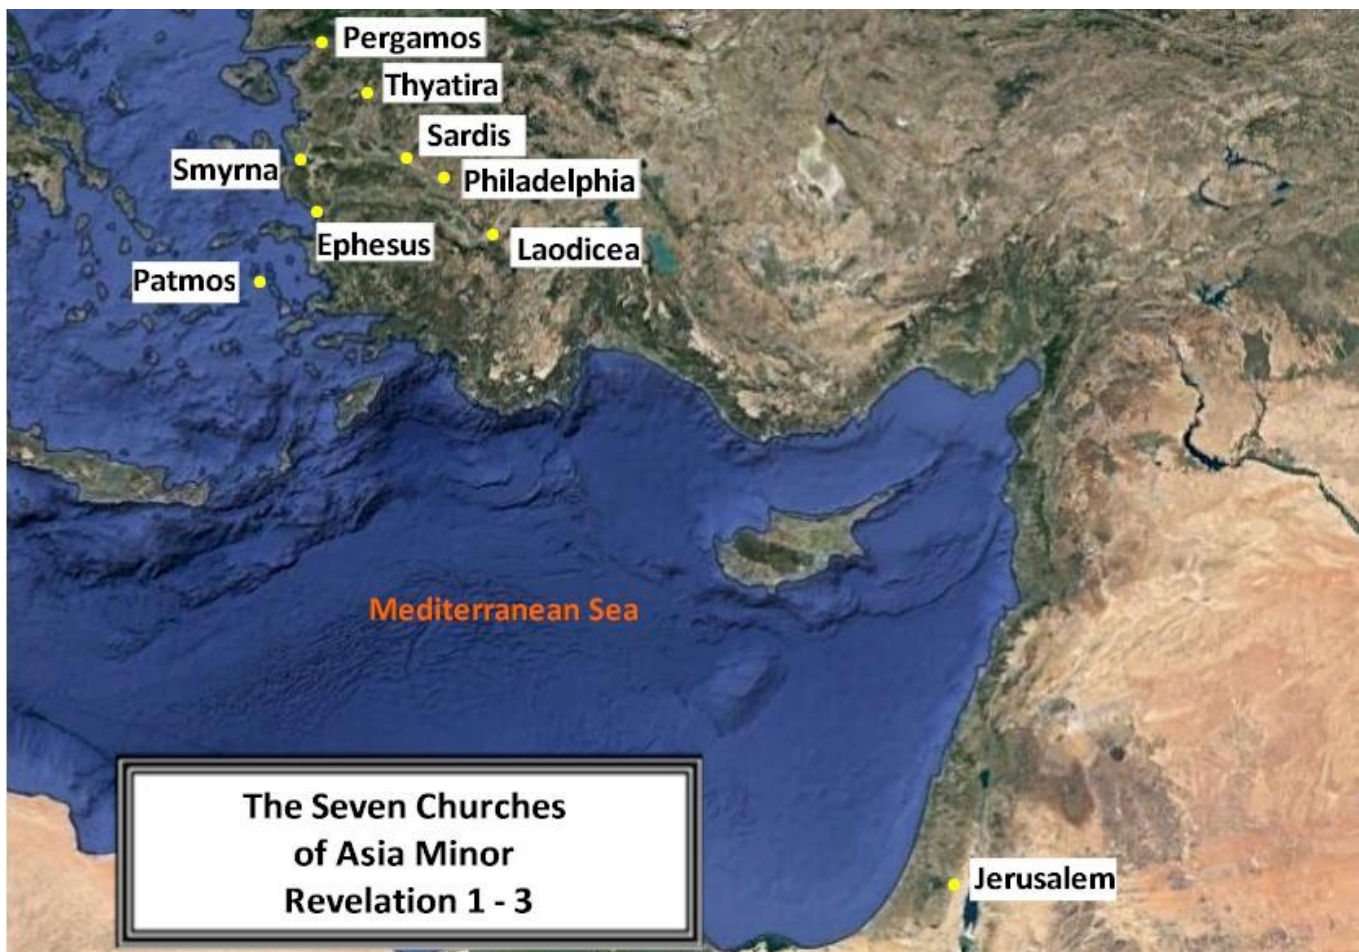 Pergamos
Thyatira
Sardis
Smyrna
Philadelphia
Ephesus
Laodicea
Patmos
Mediterranean Sea
The Seven Churches
of Asia Minor
Revelation 1 - 3
Jerusalem